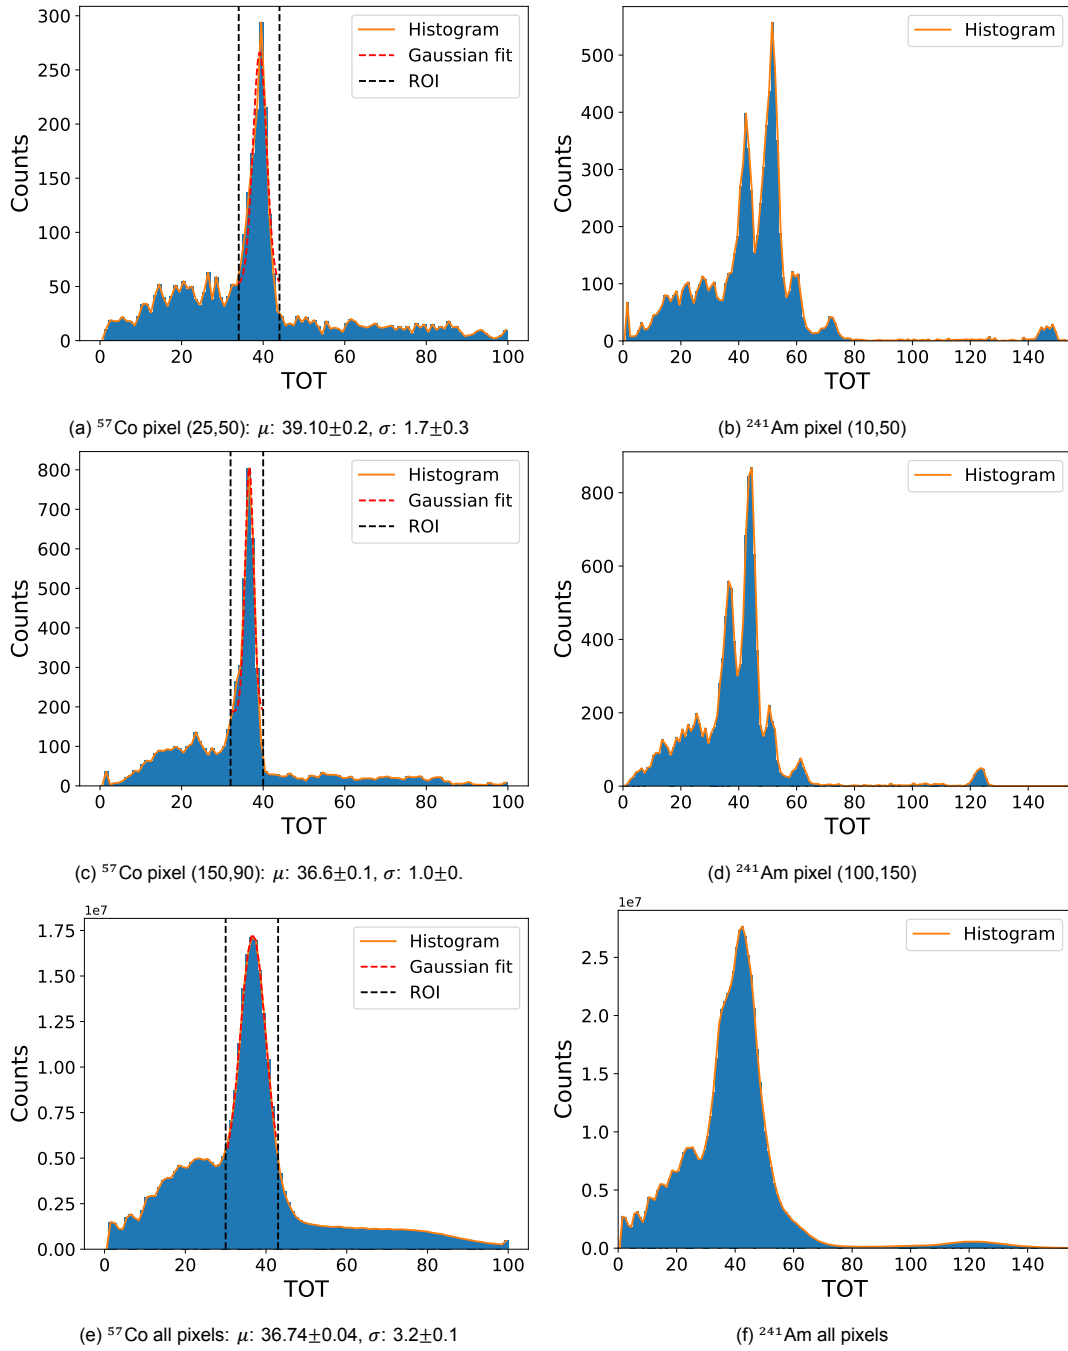 300
250
200
150
100
50
0
Counts
0 20 40 60 80 100
TOT
Histogram
Gaussian fit
ROI
(a) ⁵⁷Co pixel (25,50): μ: 39.10±0.2, σ: 1.7±0.3
500
400
300
200
100
0
Counts
0 20 40 60 80 100 120 140
TOT
Histogram
(b) ²⁴¹Am pixel (10,50)
800
700
600
500
400
300
200
100
0
Counts
0 20 40 60 80 100
TOT
Histogram
Gaussian fit
ROI
(c) ⁵⁷Co pixel (150,90): μ: 36.6±0.1, σ: 1.0±0.
800
600
400
200
0
Counts
0 20 40 60 80 100 120 140
TOT
Histogram
(d) ²⁴¹Am pixel (100,150)
1e7
1.75
1.50
1.25
1.00
0.75
0.50
0.25
0.00
Counts
0 20 40 60 80 100
TOT
Histogram
Gaussian fit
ROI
(e) ⁵⁷Co all pixels: μ: 36.74±0.04, σ: 3.2±0.1
1e7
2.5
2.0
1.5
1.0
0.5
0.0
Counts
0 20 40 60 80 100 120 140
TOT
Histogram
(f) ²⁴¹Am all pixels